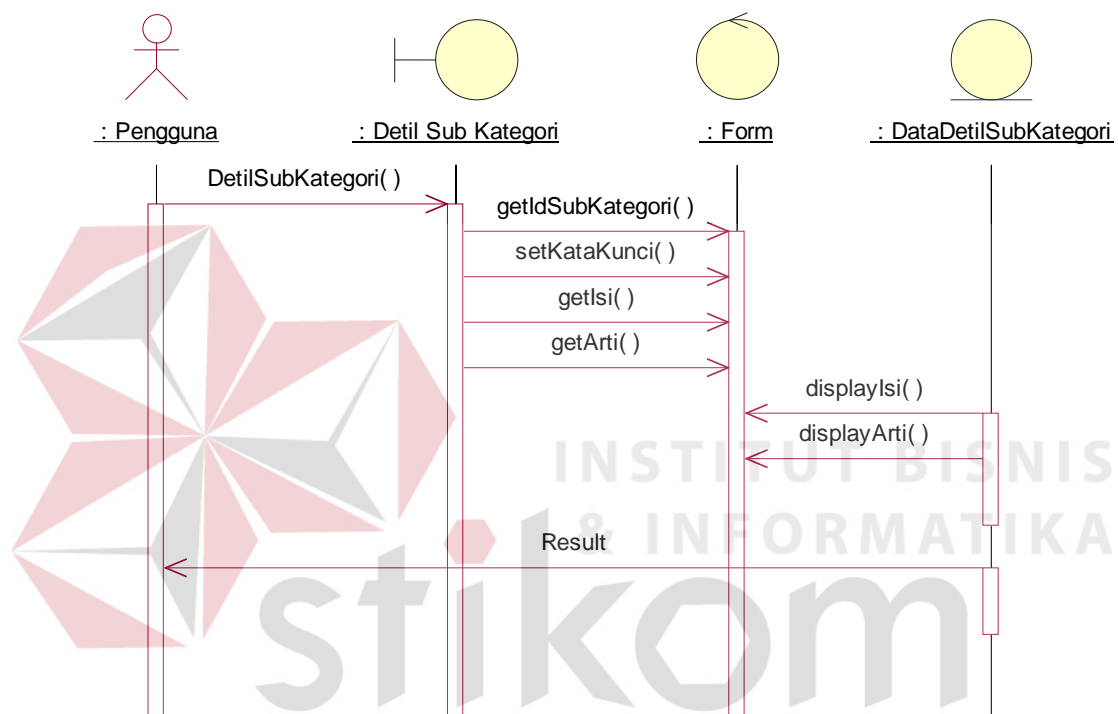 : Pengguna
: Detil Sub Kategori
: Form
: DataDetilSubKategori
DetilSubKategori( )
getIdSubKategori( )
setKataKunci( )
getIsi( )
getArti( )
displayIsi( )
displayArti( )
Result
INSTITUT BISNIS
& INFORMATIKA
stikom